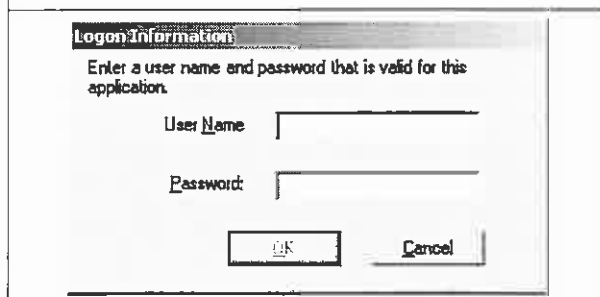 Logon Information
Enter a user name and password that is valid for this
application.
User Name
Password:
OK
Cancel